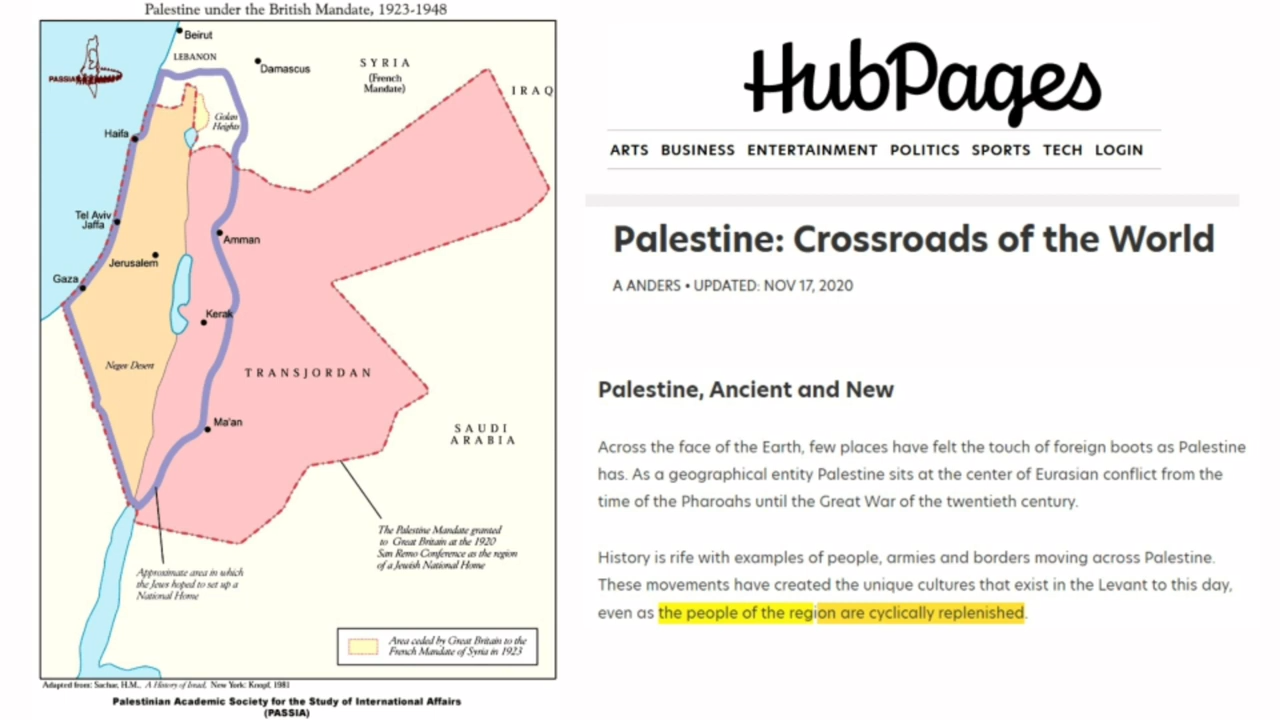 Palestine under the British Mandate, 1923-1948
Beirut
LEBANON
PASSIA
Damascus
SYRIA
(French
Mandate)
IRAQ
Golan
Heights
Haifa
Tel Aviv
Jaffa
Amman
Jerusalem
Gaza
Kerak
Negev Desert
TRANSJORDAN
Ma'an
SAUDI
ARABIA
The Palestine Mandate granted
to Great Britain at the 1920
San Remo Conference as the region
of a Jewish National Home
Approximate area in which
the Jews hoped to set up a
National Home
Area ceded by Great Britain to the
French Mandate of Syria in 1923
Adapted from: Sachar, H.M., A History of Israel, New York: Knopf, 1981
Palestinian Academic Society for the Study of International Affairs
(PASSIA)
HubPages
ARTS BUSINESS ENTERTAINMENT POLITICS SPORTS TECH LOGIN
Palestine: Crossroads of the World
A ANDERS • UPDATED: NOV 17, 2020
Palestine, Ancient and New
Across the face of the Earth, few places have felt the touch of foreign boots as Palestine
has. As a geographical entity Palestine sits at the center of Eurasian conflict from the
time of the Pharoahs until the Great War of the twentieth century.
History is rife with examples of people, armies and borders moving across Palestine.
These movements have created the unique cultures that exist in the Levant to this day,
even as the people of the region are cyclically replenished.